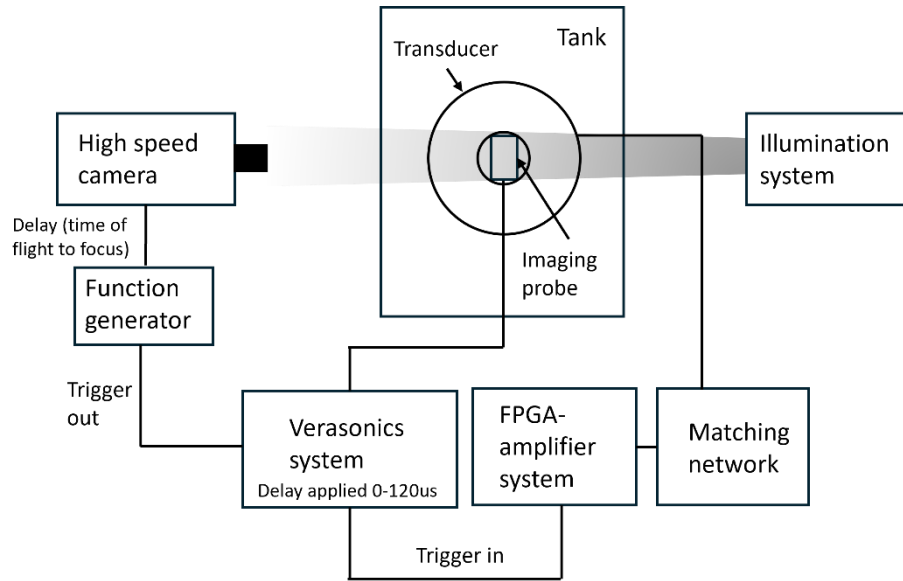 Tank
Transducer
High speed
camera
Illumination
system
Delay (time of
flight to focus)
Imaging
probe
Function
generator
Trigger
out
Verasonics
system
Delay applied 0-120us
FPGA-
amplifier
system
Matching
network
Trigger in